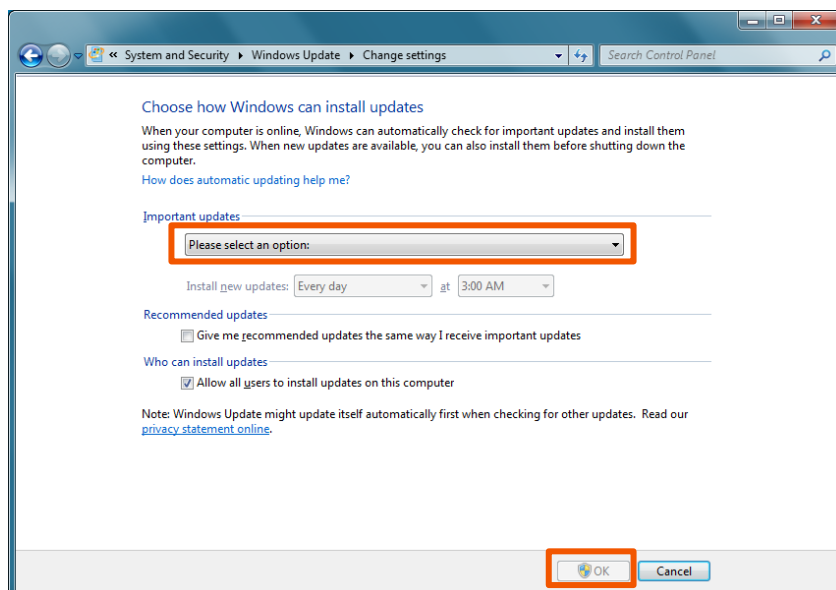 « System and Security ▸ Windows Update ▸ Change settings
Search Control Panel
Choose how Windows can install updates
When your computer is online, Windows can automatically check for important updates and install them
using these settings. When new updates are available, you can also install them before shutting down the
computer.
How does automatic updating help me?
Important updates
Please select an option:
Install new updates: Every day at 3:00 AM
Recommended updates
Give me recommended updates the same way I receive important updates
Who can install updates
Allow all users to install updates on this computer
Note: Windows Update might update itself automatically first when checking for other updates. Read our
privacy statement online.
OK Cancel